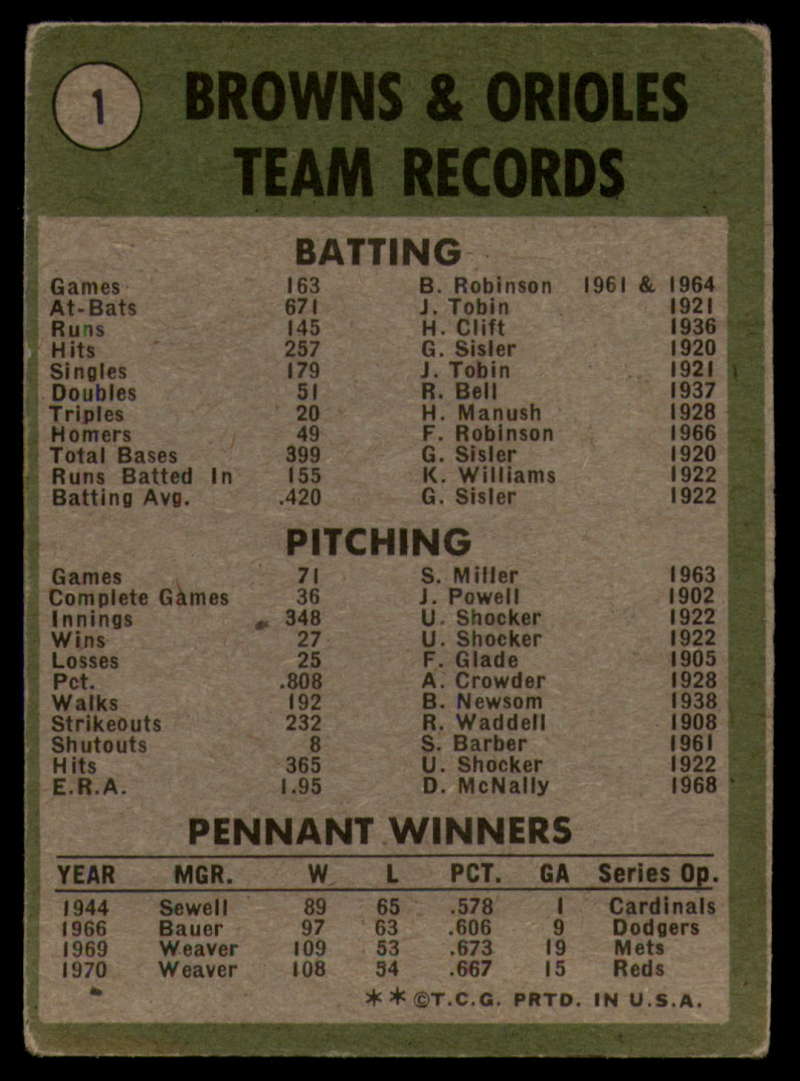 1
BROWNS & ORIOLES
TEAM RECORDS
BATTING
Games 163 B. Robinson 1961 & 1964
At-Bats 671 J. Tobin 1921
Runs 145 H. Clift 1936
Hits 257 G. Sisler 1920
Singles 179 J. Tobin 1921
Doubles 51 R. Bell 1937
Triples 20 H. Manush 1928
Homers 49 F. Robinson 1966
Total Bases 399 G. Sisler 1920
Runs Batted In 155 K. Williams 1922
Batting Avg. .420 G. Sisler 1922
PITCHING
Games 71 S. Miller 1963
Complete Games 36 J. Powell 1902
Innings 348 U. Shocker 1922
Wins 27 U. Shocker 1922
Losses 25 F. Glade 1905
Pct. .808 A. Crowder 1928
Walks 192 B. Newsom 1938
Strikeouts 232 R. Waddell 1908
Shutouts 8 S. Barber 1961
Hits 365 U. Shocker 1922
E.R.A. 1.95 D. McNally 1968
PENNANT WINNERS
YEAR MGR. W L PCT. GA Series Op.
1944 Sewell 89 65 .578 1 Cardinals
1966 Bauer 97 63 .606 9 Dodgers
1969 Weaver 109 53 .673 19 Mets
1970 Weaver 108 54 .667 15 Reds
**©T.C.G. PRTD. IN U.S.A.